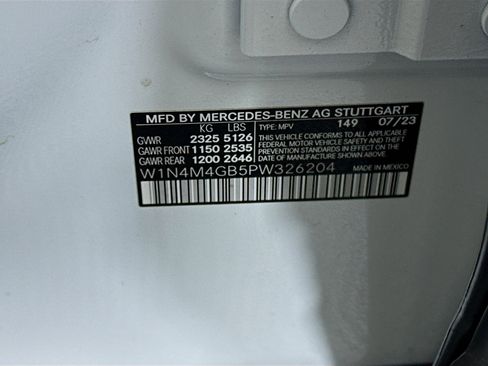 MFD BY MERCEDES-BENZ AG STUTTGART
KG LBS TYPE: MPV 149 07/23
GVWR 2325 5126 THIS VEHICLE CONFORMS TO ALL APPLICABLE
GAWR FRONT 1150 2535 FEDERAL MOTOR VEHICLE SAFETY, BUMPER AND THEFT
GAWR REAR 1200 2646 PREVENTION STANDARDS IN EFFECT ON THE DATE OF MANUFACTURE SHOWN ABOVE
W1N4M4GB5PW326204 MADE IN MEXICO